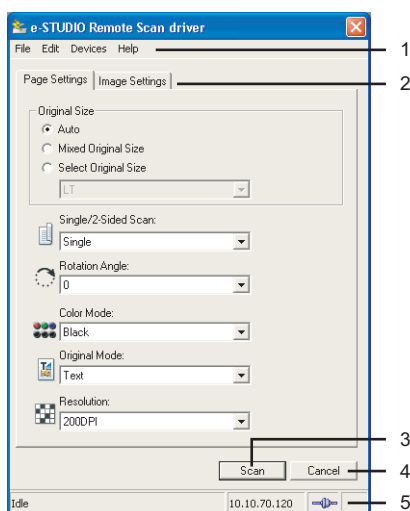 e-STUDIO Remote Scan driver
File Edit Devices Help
1
Page Settings Image Settings
2
Original Size
Auto
Mixed Original Size
Select Original Size
LT
Single/2-Sided Scan:
Single
Rotation Angle:
0
Color Mode:
Black
Original Mode:
Text
Resolution:
200DPI
3
Scan Cancel
4
Idle 10.10.70.120
5